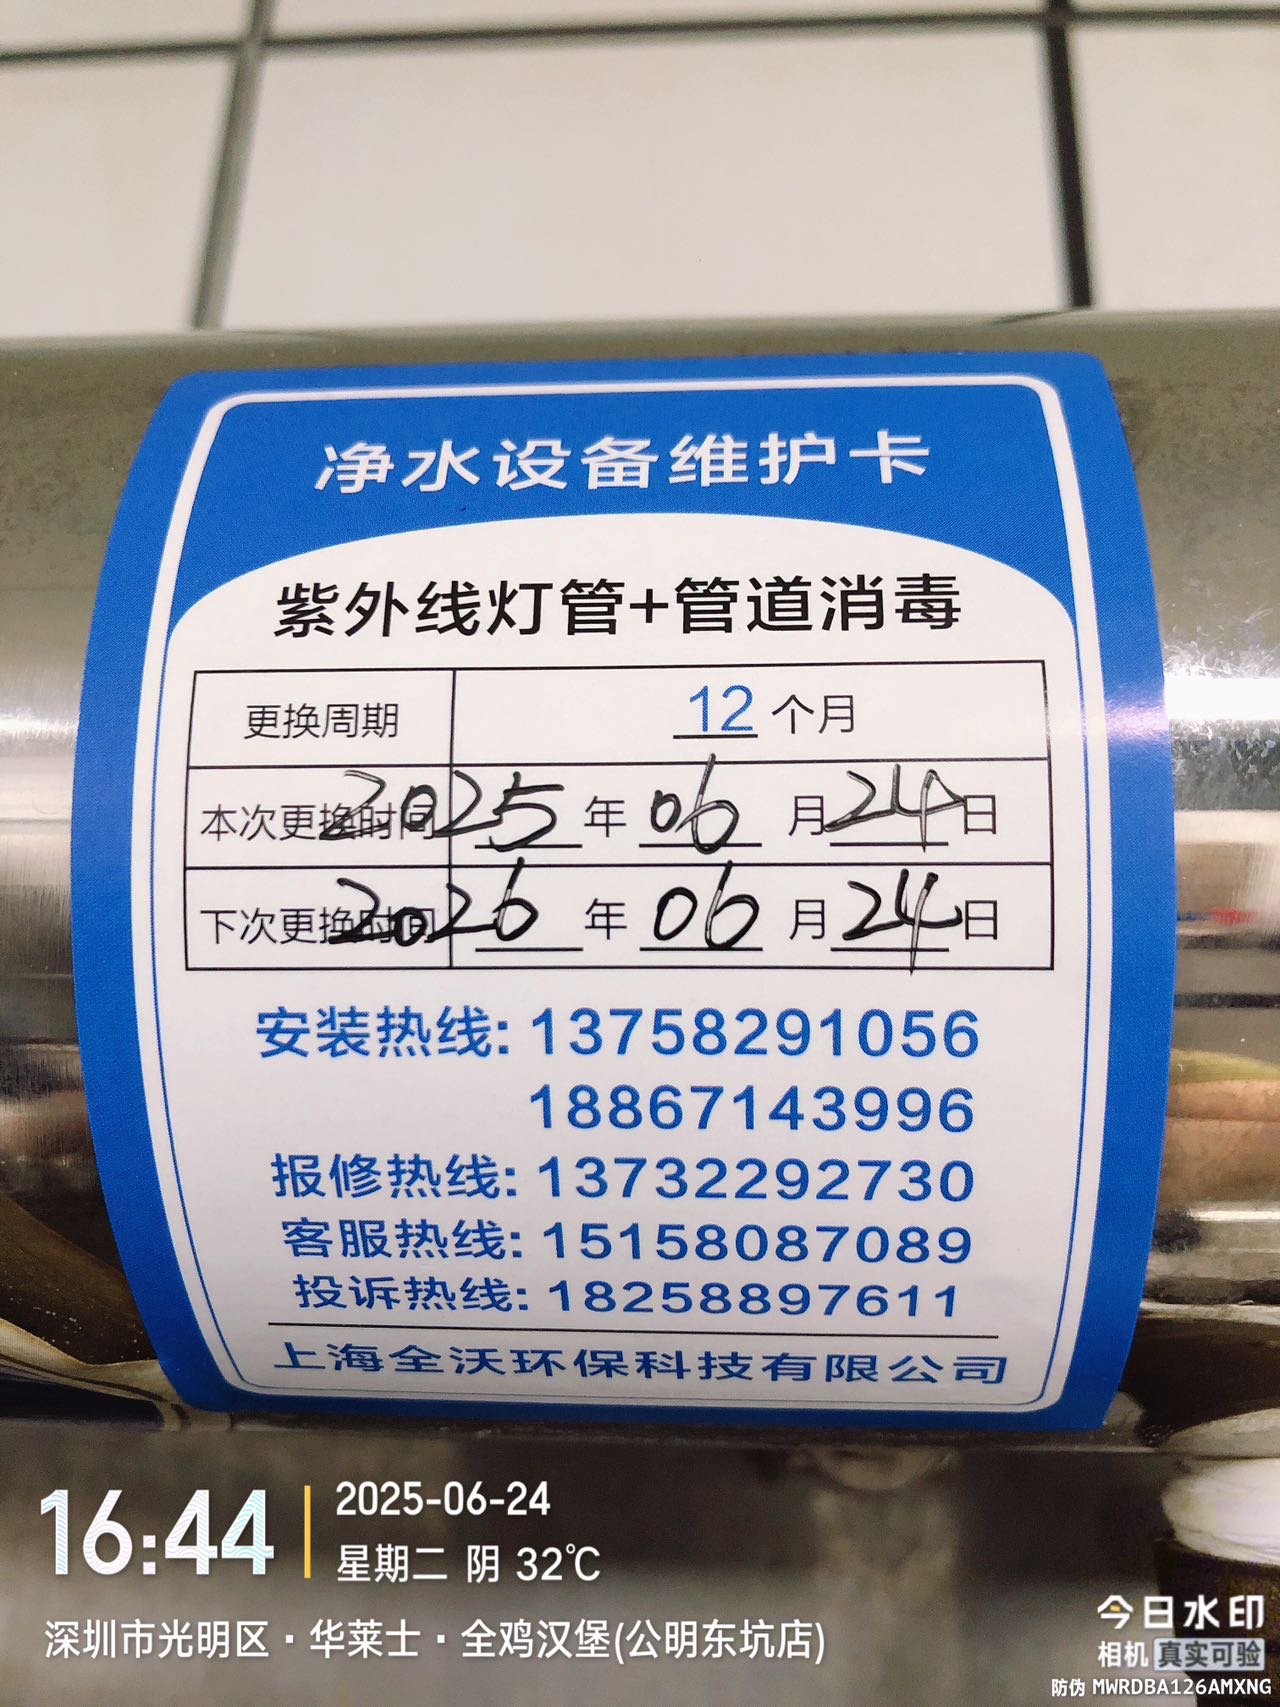 净水设备维护卡
紫外线灯管+管道消毒
更换周期 12 个月
本次更换时间 2025 年 06 月 24 日
下次更换时间 2026 年 06 月 24 日
安装热线: 13758291056
18867143996
报修热线: 13732292730
客服热线: 15158087089
投诉热线: 18258897611
上海全沃环保科技有限公司
16:44
2025-06-24
星期二 阴 32℃
深圳市光明区·华莱士·全鸡汉堡(公明东坑店)
今日水印
相机 真实可验
防伪 MWRDBA126AMXNG